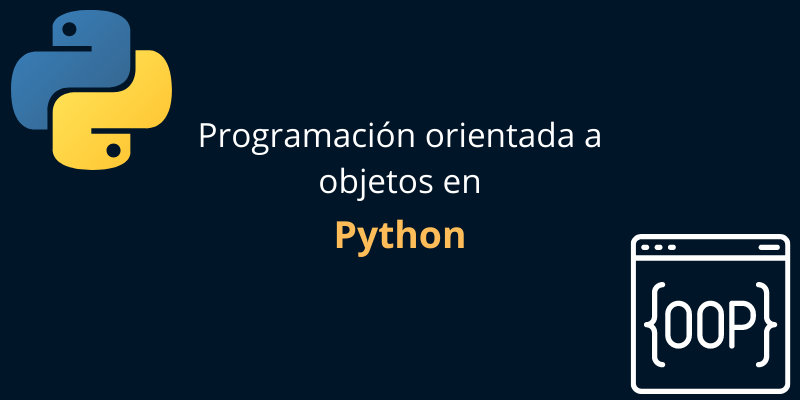 Programación orientada a
objetos en
Python
{OOP}